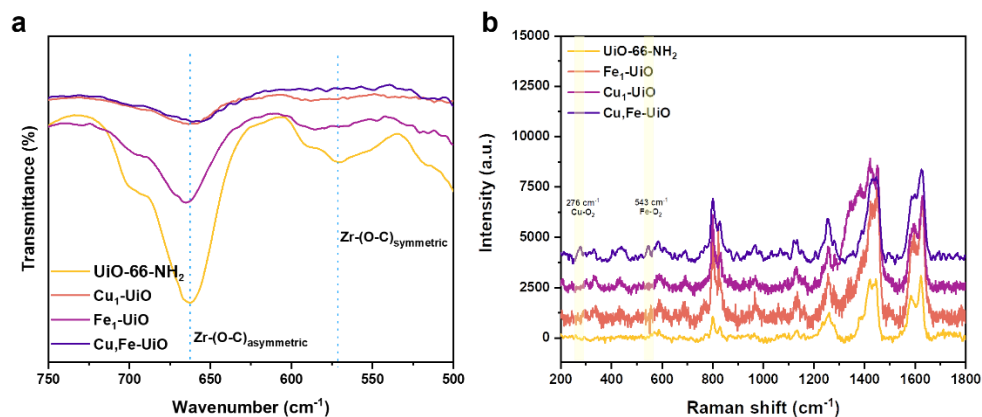 a
Transmittance (%)
UiO-66-NH₂
Cu₁-UiO
Fe₁-UiO
Cu,Fe-UiO
Zr-(O-C)symmetric
Zr-(O-C)asymmetric
750 700 650 600 550 500
Wavenumber (cm⁻¹)
b
Intensity (a.u.)
15000
12500
10000
7500
5000
2500
0
UiO-66-NH₂
Fe₁-UiO
Cu₁-UiO
Cu,Fe-UiO
276 cm⁻¹
Cu-O₂
543 cm⁻¹
Fe-O₂
200 400 600 800 1000 1200 1400 1600 1800
Raman shift (cm⁻¹)